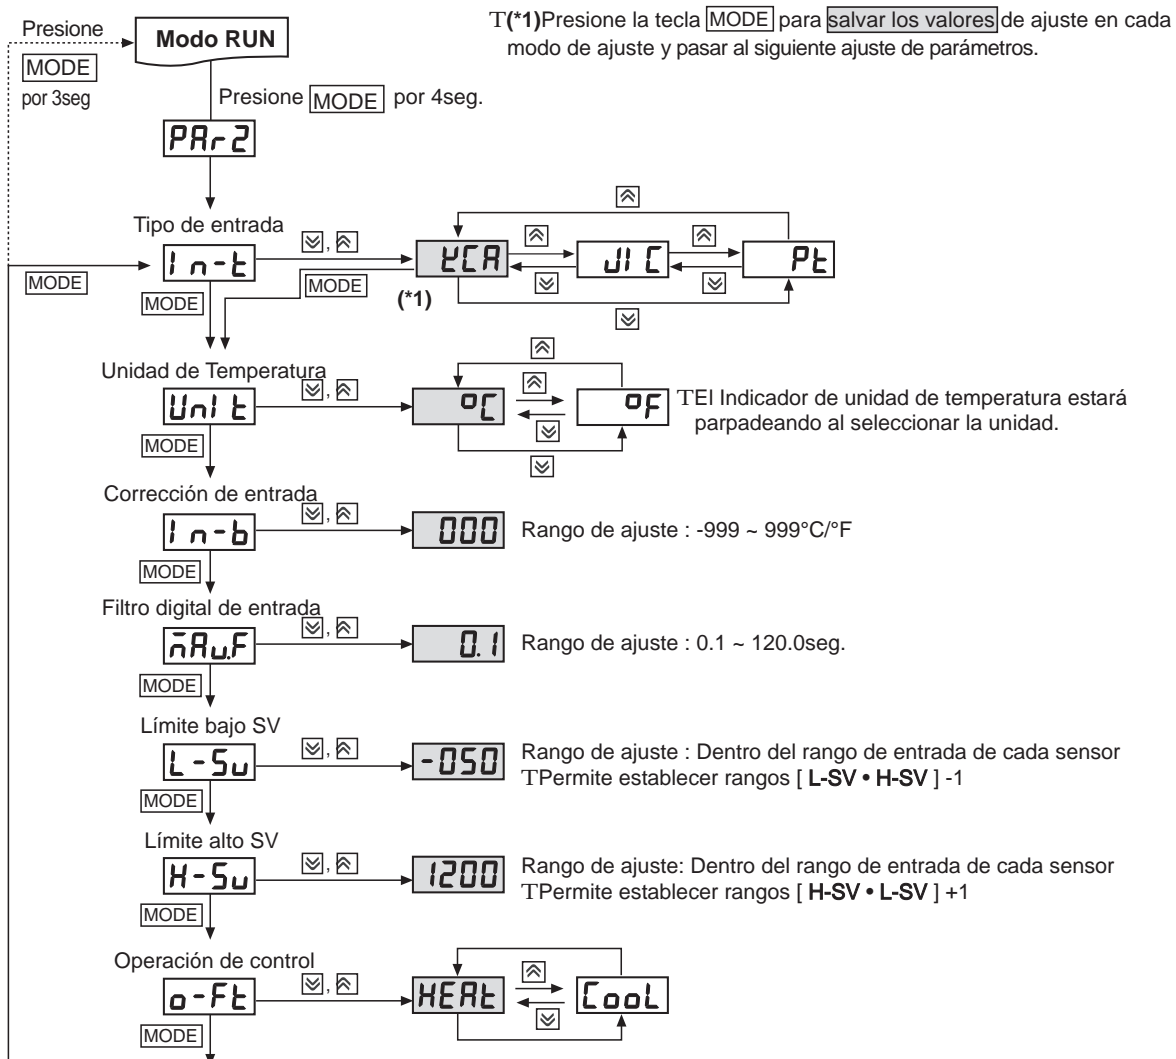 Presione
MODE
por 3seg
Modo RUN
T(*1)Presione la tecla MODE para salvar los valores de ajuste en cada
modo de ajuste y pasar al siguiente ajuste de parámetros.
Presione MODE por 4seg.
PAr2
Tipo de entrada
In-t
KCA
JIC
Pt
MODE
MODE
MODE
(*1)
Unidad de Temperatura
UnIt
°C
°F
TEl Indicador de unidad de temperatura estará
parpadeando al seleccionar la unidad.
MODE
Corrección de entrada
In-b
000
Rango de ajuste : -999 ~ 999°C/°F
MODE
Filtro digital de entrada
mAu.F
0.1
Rango de ajuste : 0.1 ~ 120.0seg.
MODE
Límite bajo SV
L-Su
-050
Rango de ajuste : Dentro del rango de entrada de cada sensor
TPermite establecer rangos [ L-SV • H-SV ] -1
MODE
Límite alto SV
H-Su
1200
Rango de ajuste: Dentro del rango de entrada de cada sensor
TPermite establecer rangos [ H-SV • L-SV ] +1
MODE
Operación de control
o-Ft
HEAt
CooL
MODE